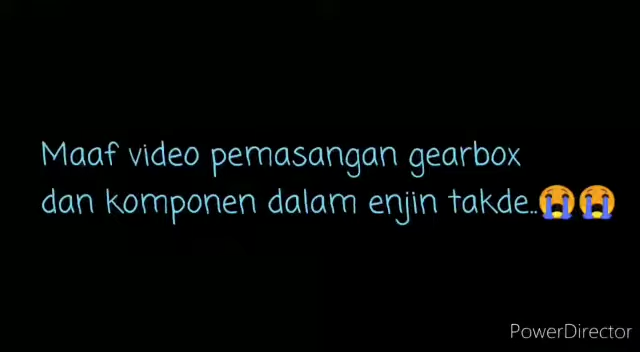 Maaf video pemasangan gearbox
dan komponen dalam enjin takde..😭😭
PowerDirector